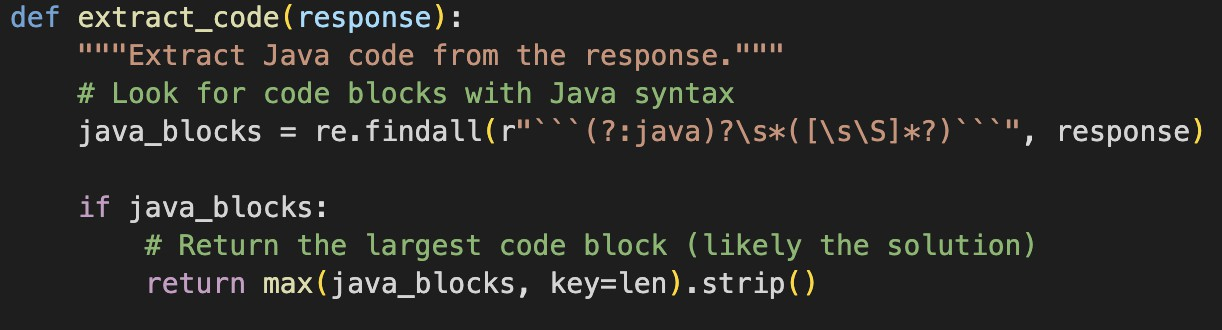 def extract_code(response):
    """Extract Java code from the response."""
    # Look for code blocks with Java syntax
    java_blocks = re.findall(r"```(?:java)?\s*([\s\S]*?)```", response)

    if java_blocks:
        # Return the largest code block (likely the solution)
        return max(java_blocks, key=len).strip()